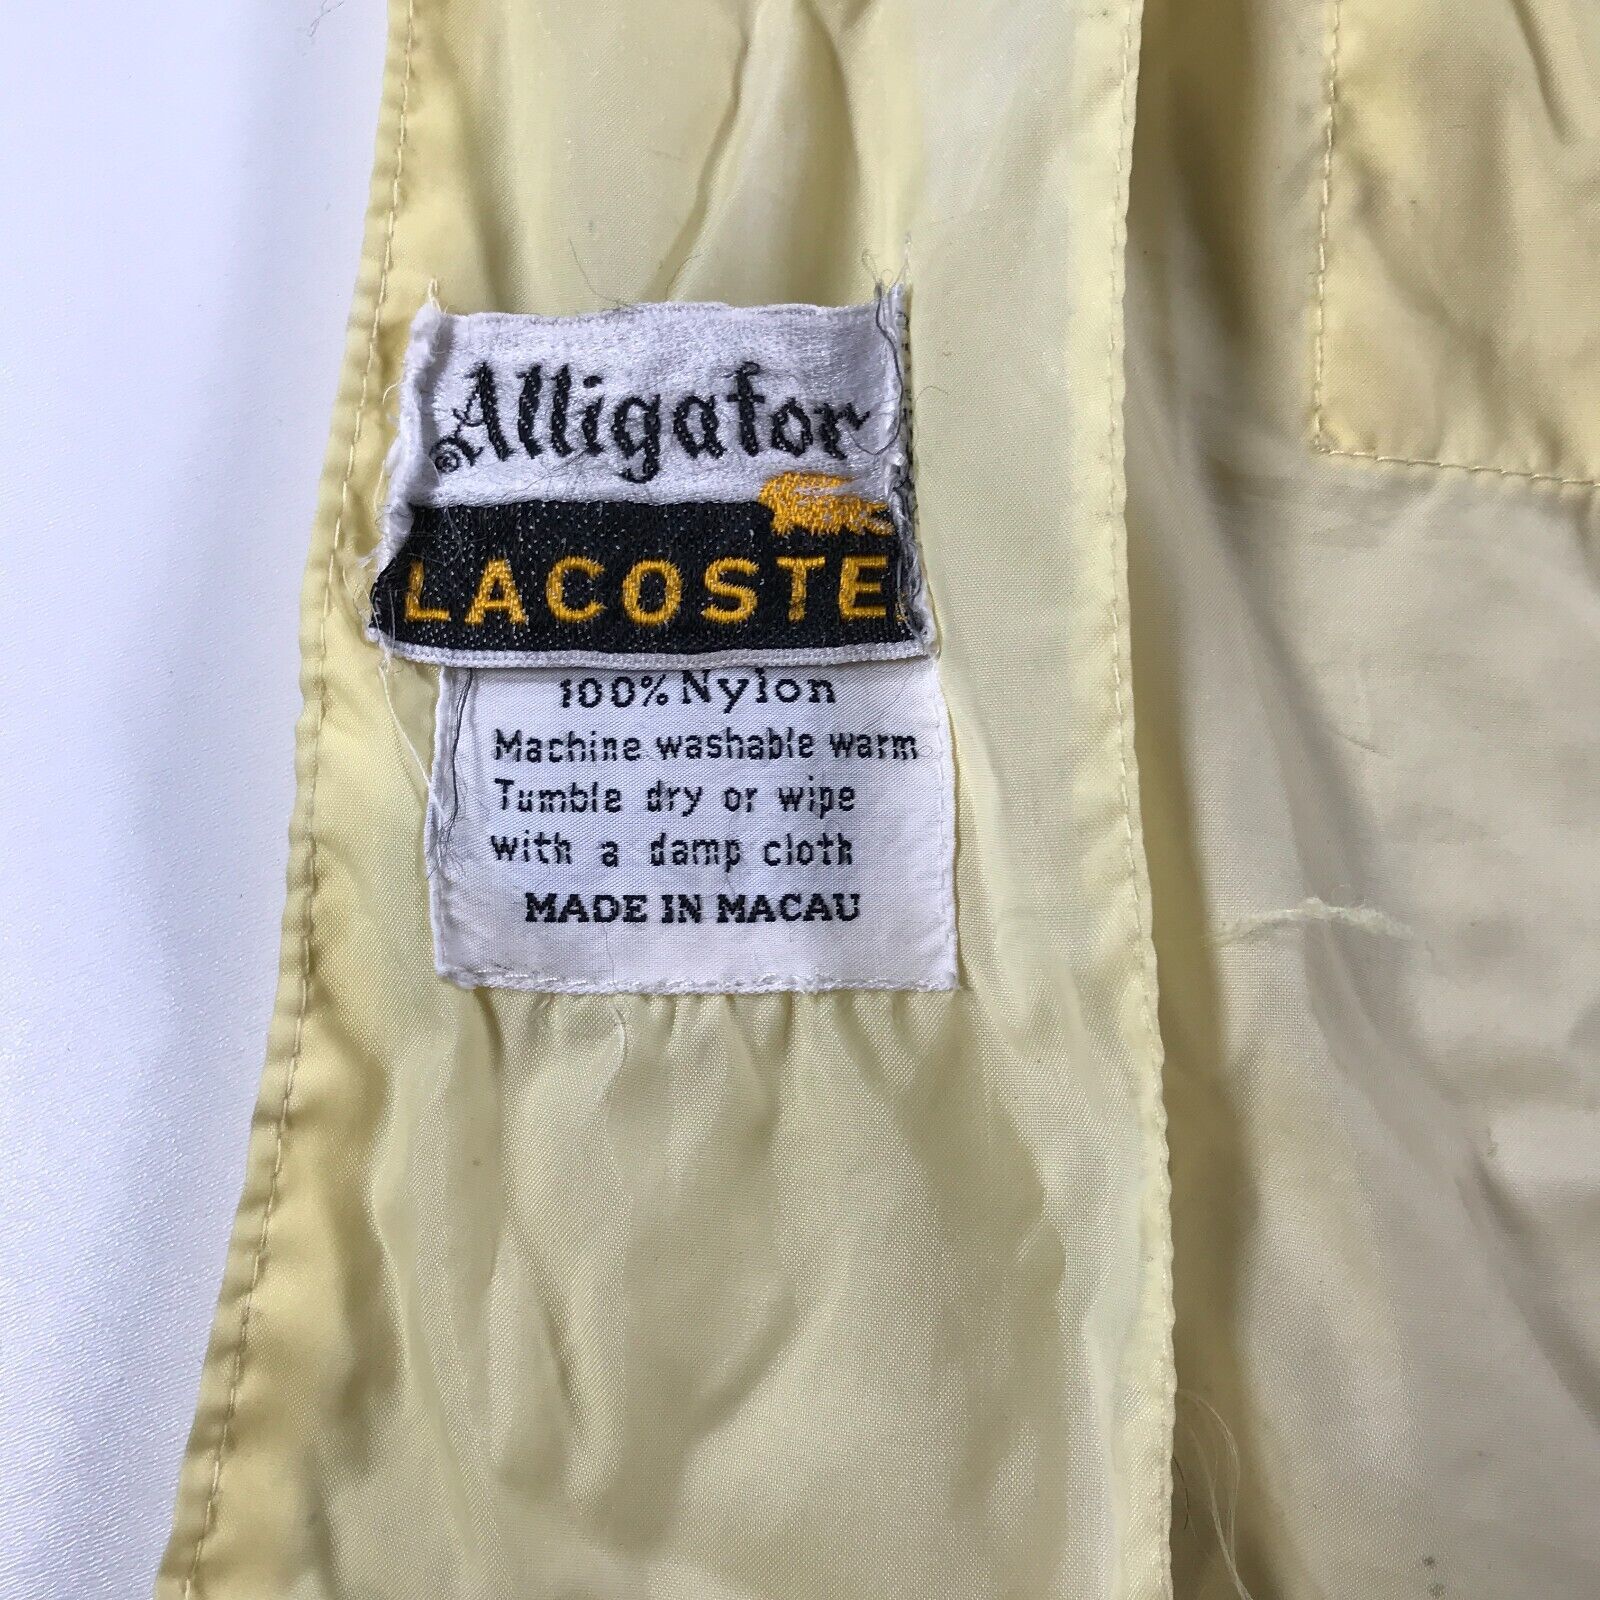 Alligator
®
LACOSTE
100% Nylon
Machine washable warm
Tumble dry or wipe
with a damp cloth
MADE IN MACAU